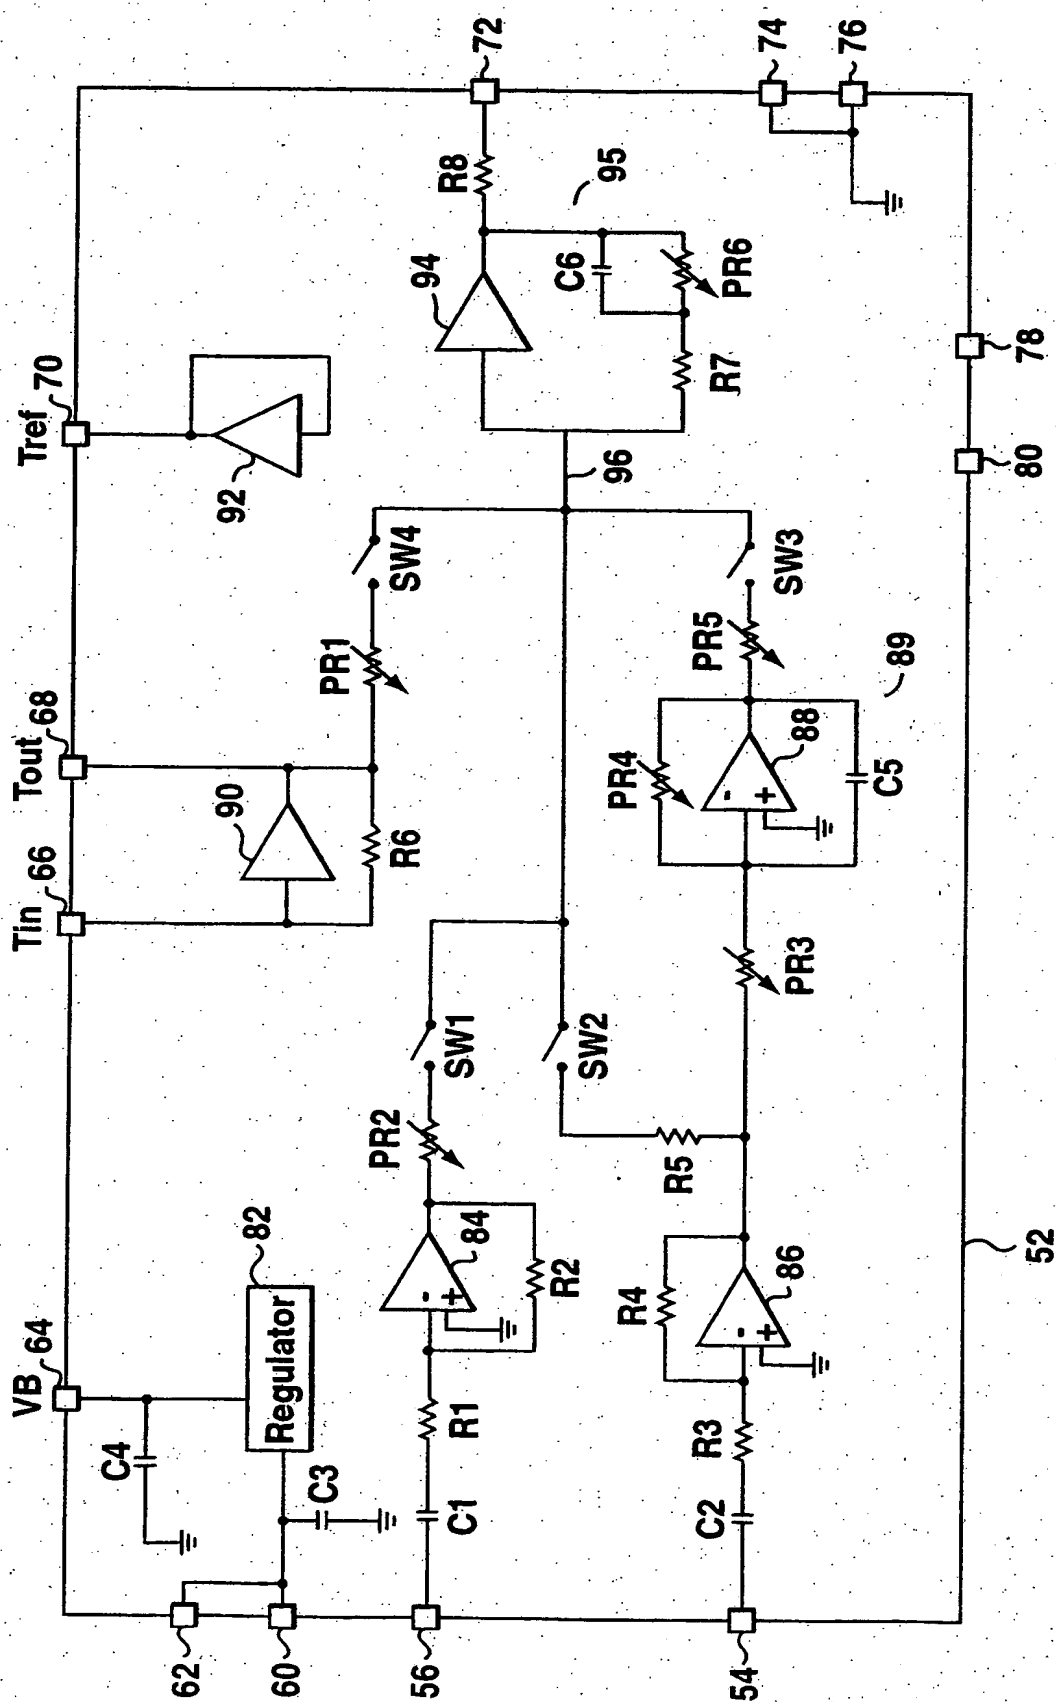 VB
64
Tin
66
Tout
68
Tref
70
62
60
56
54
C4
C3
82
Regulator
C1
R1
84
-
+
R2
PR2
SW1
C2
R3
R4
86
-
+
R5
SW2
PR3
PR4
88
-
+
C5
89
PR5
SW3
90
R6
PR1
SW4
92
96
94
R7
C6
PR6
95
R8
72
74
76
78
80
52